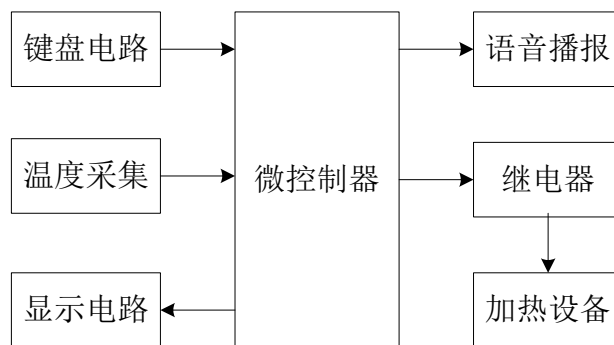 键盘电路
语音播报
温度采集
微控制器
继电器
显示电路
加热设备